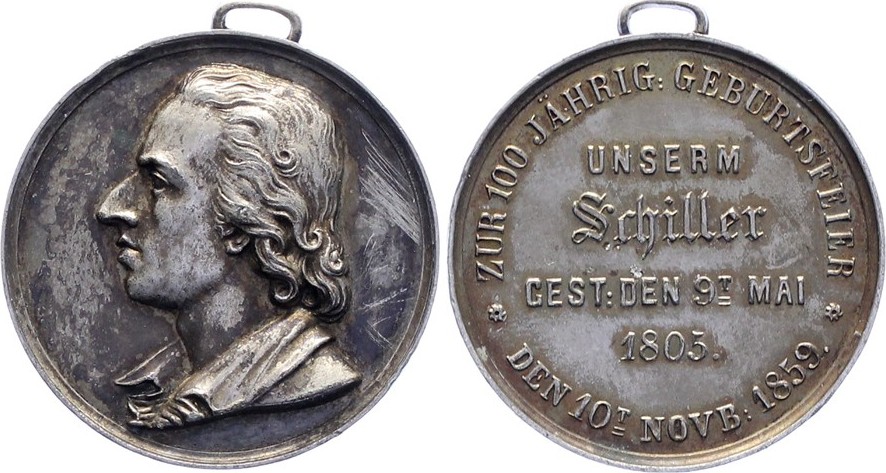 ZUR 100 JÄHRIG: GEBURTSFEIER
UNSERM
Schiller
GEST: DEN 9T MAI
1805.
* DEN 10T NOVB: 1859. *